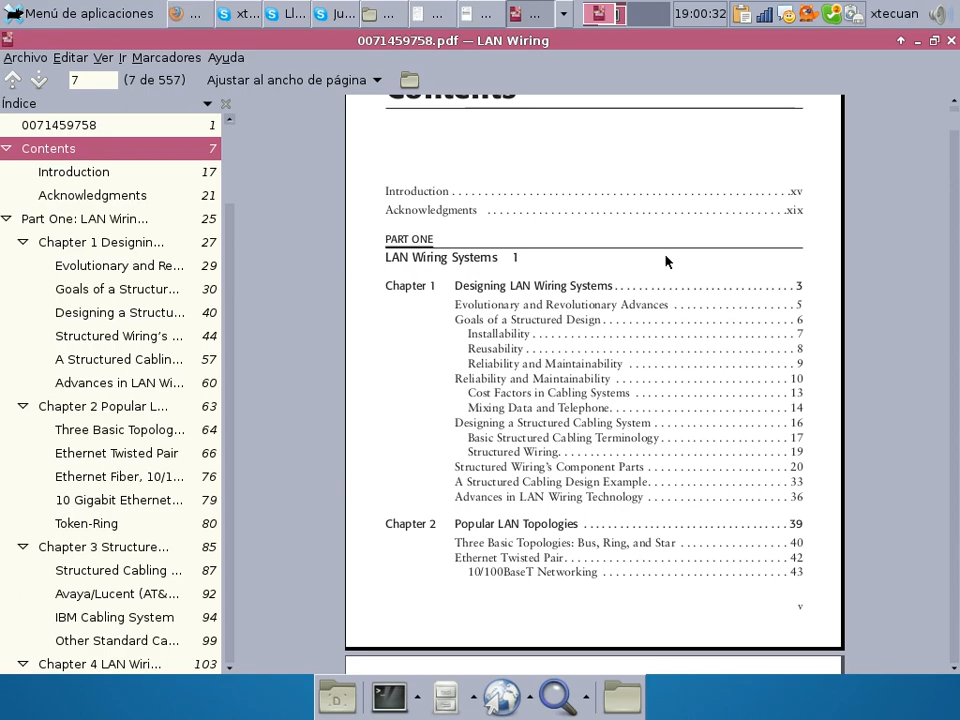 Menú de aplicaciones
...
xt...
Ll...
Ju...
...
...
...
...
19:00:32
xtecuan
0071459758.pdf — LAN Wiring
Archivo Editar Ver Ir Marcadores Ayuda
7 (7 de 557) Ajustar al ancho de página
Índice
0071459758 1
Contents 7
Introduction 17
Acknowledgments 21
Part One: LAN Wirin... 25
Chapter 1 Designin... 27
Evolutionary and Re... 29
Goals of a Structur... 30
Designing a Structu... 40
Structured Wiring’s ... 44
A Structured Cablin... 57
Advances in LAN Wi... 60
Chapter 2 Popular L... 63
Three Basic Topolog... 64
Ethernet Twisted Pair 66
Ethernet Fiber, 10/1... 76
10 Gigabit Ethernet... 79
Token-Ring 80
Chapter 3 Structure... 85
Structured Cabling ... 87
Avaya/Lucent (AT&... 92
IBM Cabling System 94
Other Standard Ca... 99
Chapter 4 LAN Wiri... 103
Contents
Introduction . . . . . . . . . . xv
Acknowledgments . . . . . . . . . . xix
PART ONE
LAN Wiring Systems 1
Chapter 1 Designing LAN Wiring Systems . . . . . . . . . . 3
Evolutionary and Revolutionary Advances . . . . . . . . . . 5
Goals of a Structured Design . . . . . . . . . . 6
Installability . . . . . . . . . . 7
Reusability . . . . . . . . . . 8
Reliability and Maintainability . . . . . . . . . . 9
Reliability and Maintainability . . . . . . . . . . 10
Cost Factors in Cabling Systems . . . . . . . . . . 13
Mixing Data and Telephone . . . . . . . . . . 14
Designing a Structured Cabling System . . . . . . . . . . 16
Basic Structured Cabling Terminology . . . . . . . . . . 17
Structured Wiring . . . . . . . . . . 19
Structured Wiring’s Component Parts . . . . . . . . . . 20
A Structured Cabling Design Example . . . . . . . . . . 33
Advances in LAN Wiring Technology . . . . . . . . . . 36
Chapter 2 Popular LAN Topologies . . . . . . . . . . 39
Three Basic Topologies: Bus, Ring, and Star . . . . . . . . . . 40
Ethernet Twisted Pair . . . . . . . . . . 42
10/100BaseT Networking . . . . . . . . . . 43
v